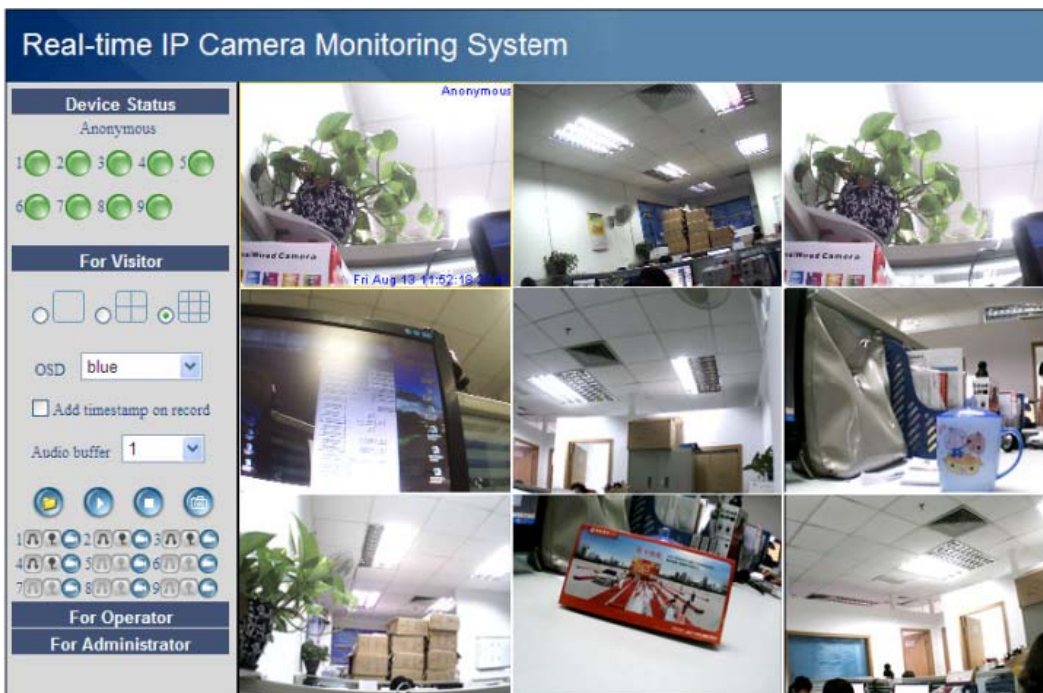 Real-time IP Camera Monitoring System
Device Status
Anonymous
1 2 3 4 5
6 7 8 9
For Visitor
OSD blue
Add timestamp on record
Audio buffer 1
1 2 3
4 5 6
7 8 9
For Operator
For Administrator
Anonymous
Wired Camera
Fri Aug 13 11:52:18
Wired Camera